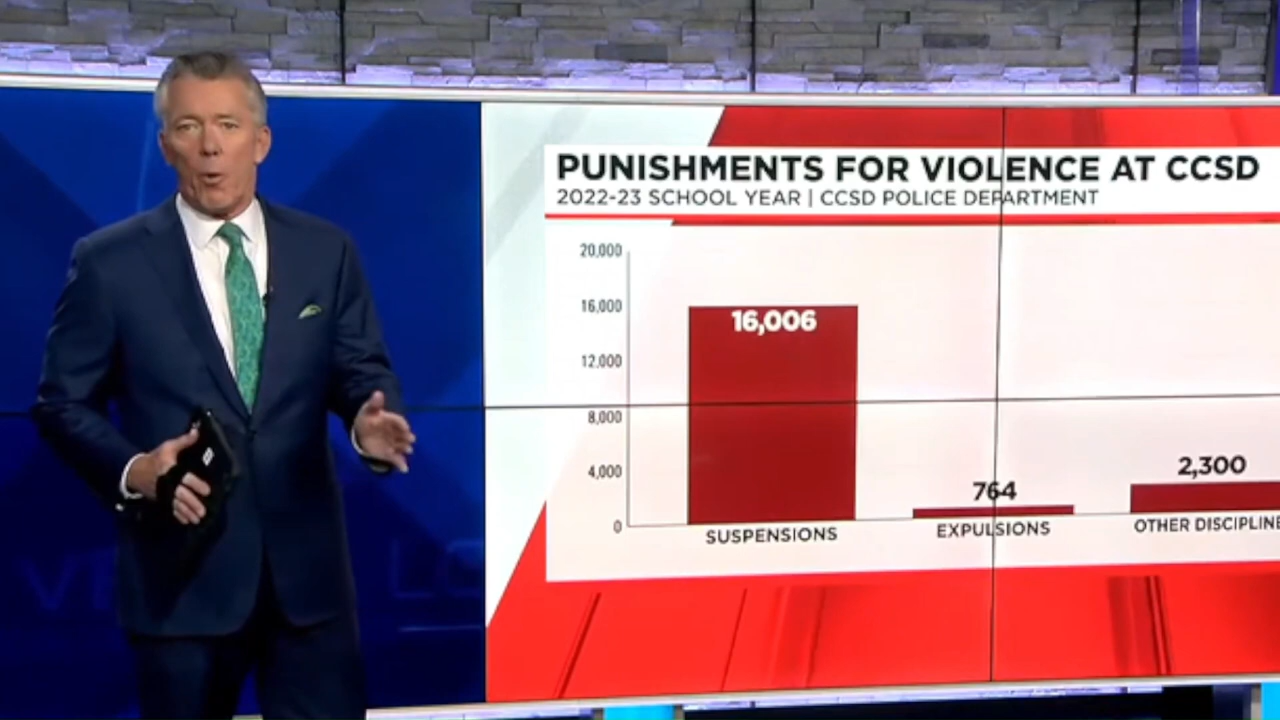 PUNISHMENTS FOR VIOLENCE AT CCSD
2022-23 SCHOOL YEAR | CCSD POLICE DEPARTMENT
20,000
16,000
12,000
8,000
4,000
0
16,006
764
2,300
SUSPENSIONS
EXPULSIONS
OTHER DISCIPLINE